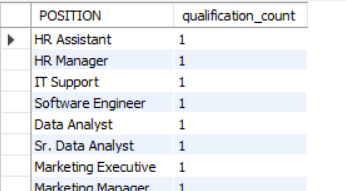 POSITION qualification_count
HR Assistant 1
HR Manager 1
IT Support 1
Software Engineer 1
Data Analyst 1
Sr. Data Analyst 1
Marketing Executive 1
Marketing Manager 1